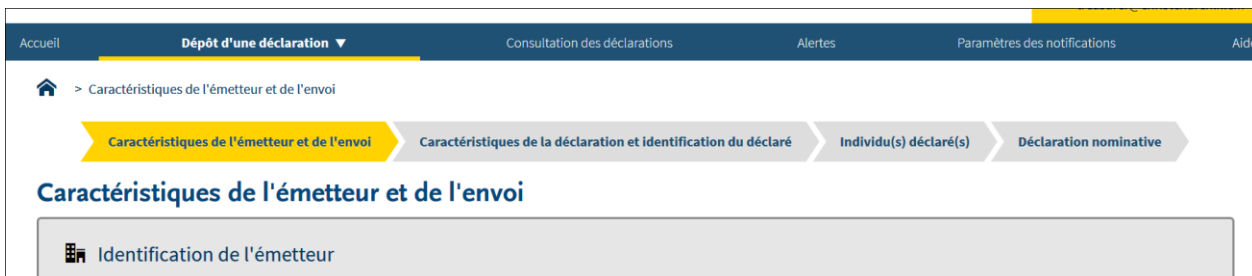 Accueil Dépôt d'une déclaration ▼ Consultation des déclarations Alertes Paramètres des notifications
> Caractéristiques de l'émetteur et de l'envoi
Caractéristiques de l'émetteur et de l'envoi Caractéristiques de la déclaration et identification du déclaré Individu(s) déclaré(s) Déclaration nominative
Caractéristiques de l'émetteur et de l'envoi
Identification de l'émetteur